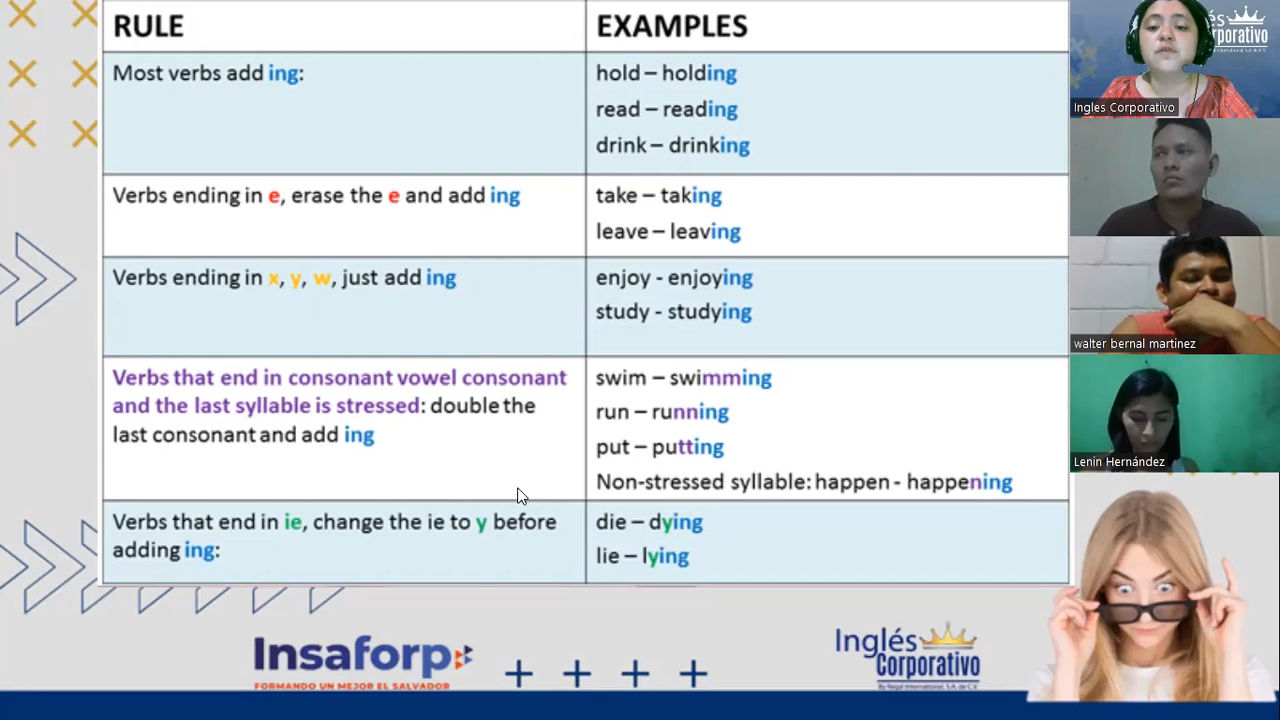 RULE
EXAMPLES
Most verbs add ing:
hold – holding
read – reading
drink – drinking
Verbs ending in e, erase the e and add ing
take – taking
leave – leaving
Verbs ending in x, y, w, just add ing
enjoy - enjoying
study - studying
Verbs that end in consonant vowel consonant
and the last syllable is stressed: double the
last consonant and add ing
swim – swimming
run – running
put – putting
Non-stressed syllable: happen - happening
Verbs that end in ie, change the ie to y before
adding ing:
die – dying
lie – lying
Insaforp
FORMANDO UN MEJOR EL SALVADOR
Inglés
Corporativo
By Regal International, S.A. de C.V.
Ingles Corporativo
walter bernal martinez
Lenin Hernández